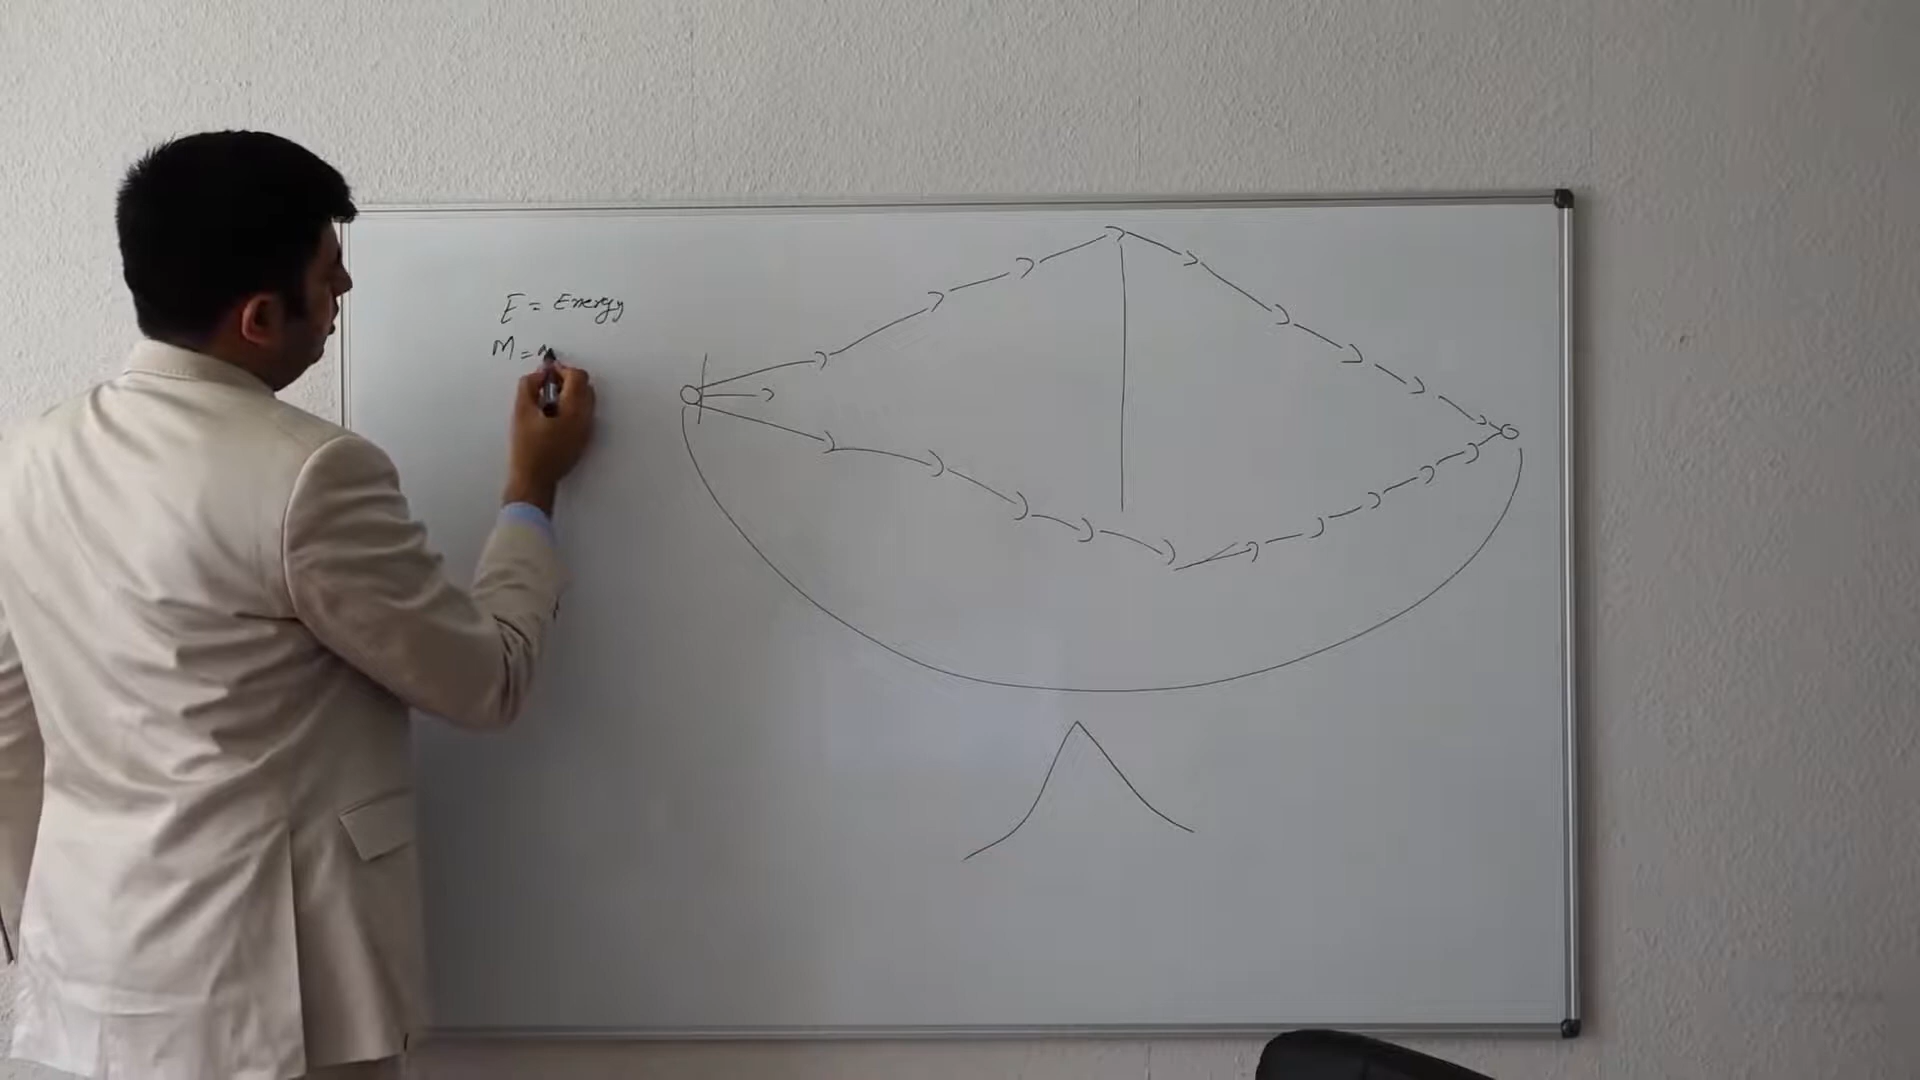 E = Energy
M =